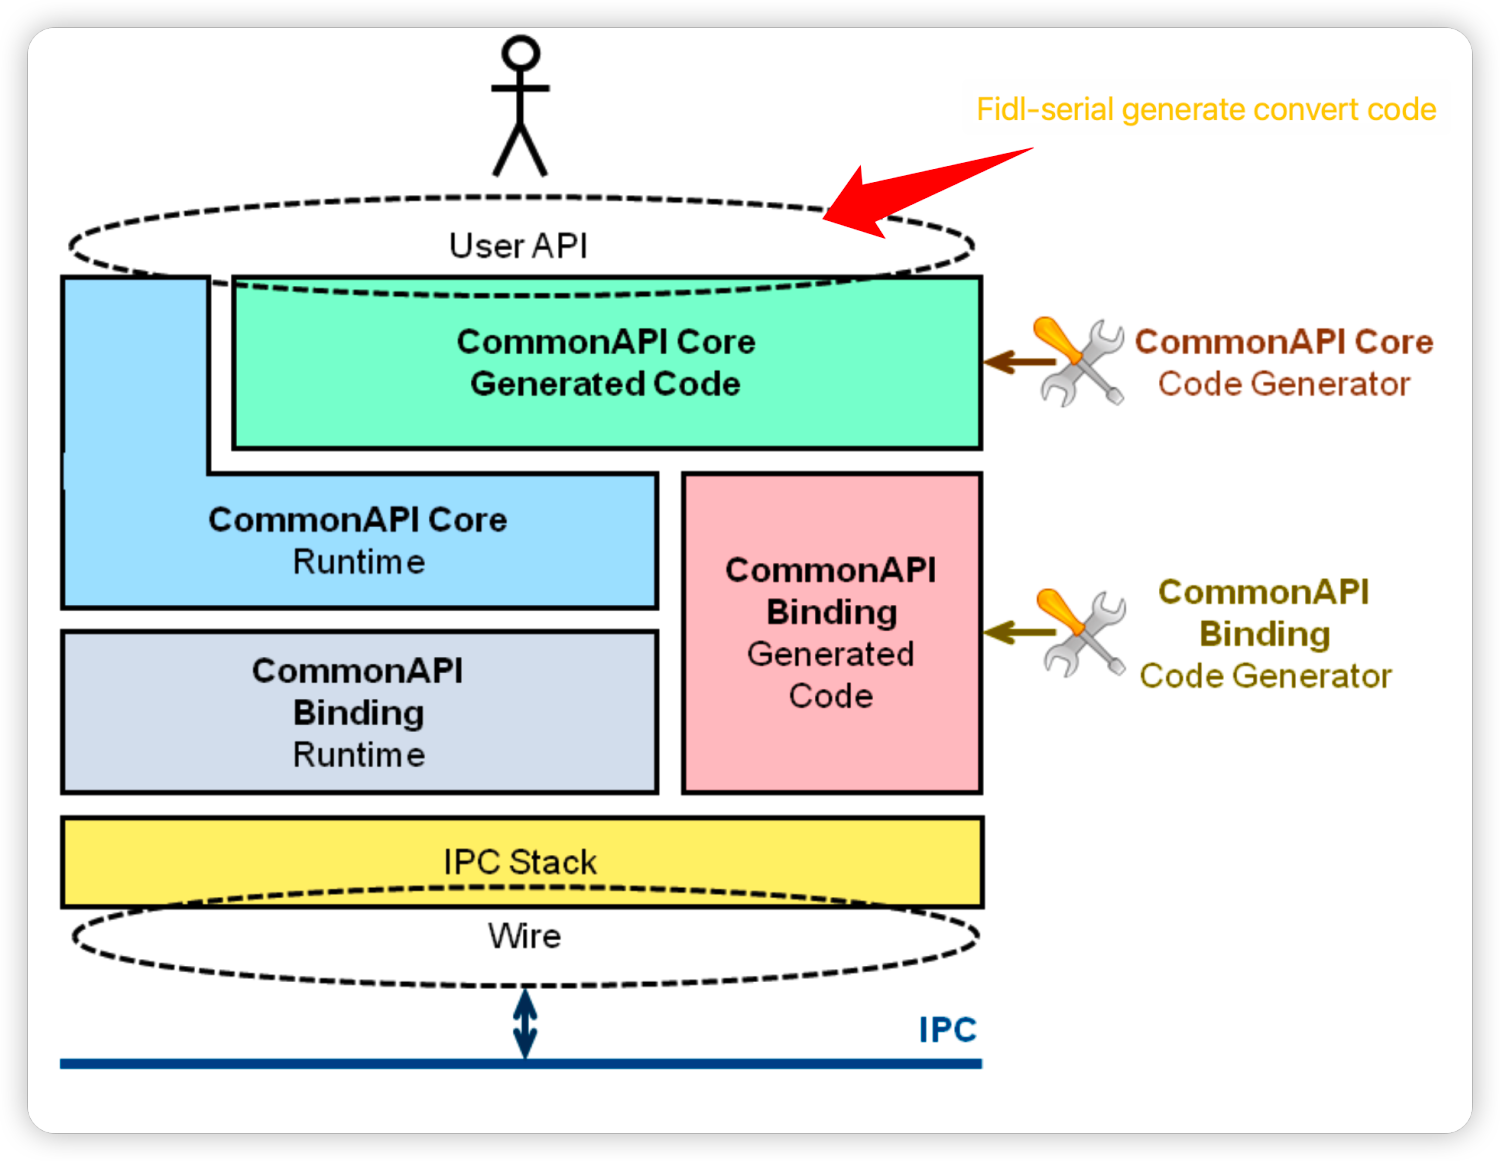 Fidl-serial generate convert code
User API
CommonAPI Core
Generated Code
CommonAPI Core
Code Generator
CommonAPI Core
Runtime
CommonAPI
Binding
Generated
Code
CommonAPI
Binding
Code Generator
CommonAPI
Binding
Runtime
IPC Stack
Wire
IPC